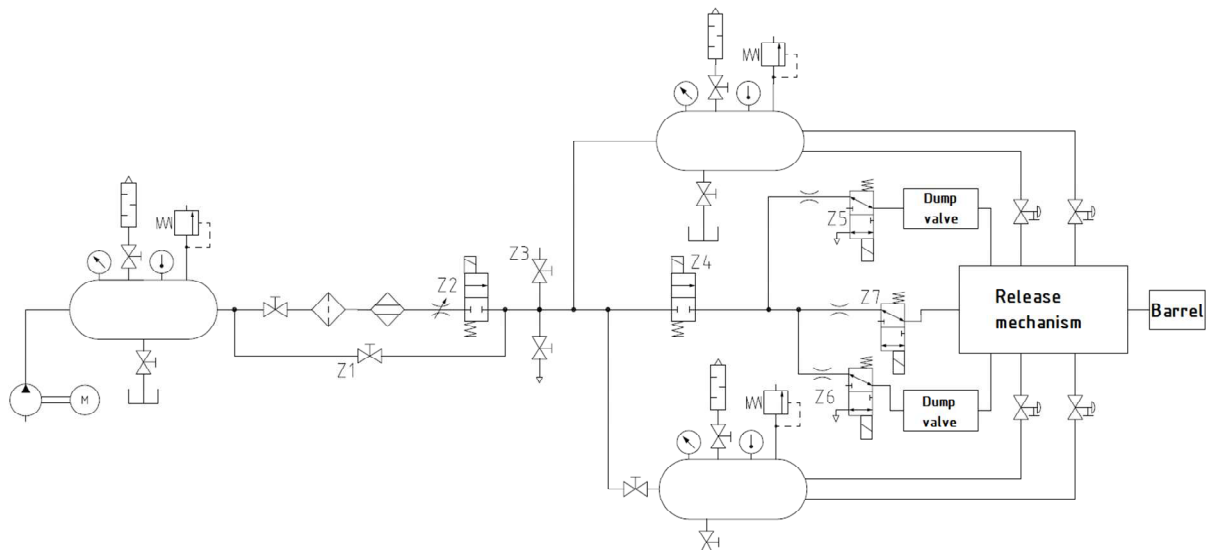 Z5
Dump
valve
Z3
Z2
Z4
Z7
Release
mechanism
Barrel
Z1
Z6
M
Dump
valve